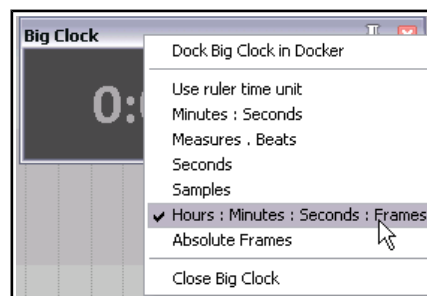 Big Clock
Dock Big Clock in Docker
Use ruler time unit
Minutes : Seconds
Measures . Beats
Seconds
Samples
Hours : Minutes : Seconds : Frames
Absolute Frames
Close Big Clock